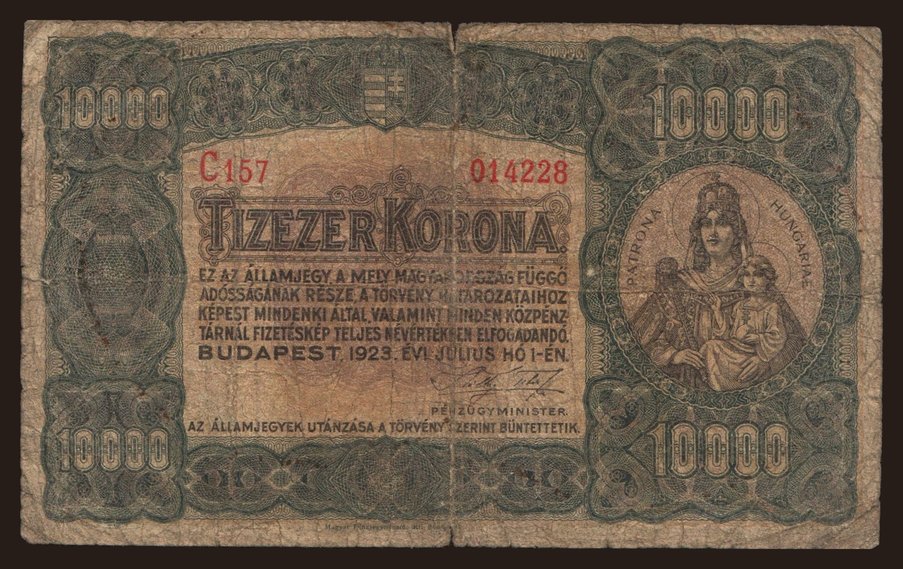 10000
10000
C157 014228
TÍZEZER KORONA.
PATRONA HUNGARIAE
EZ AZ ÁLLAMJEGY A MELY MAGYARORSZÁG FÜGGŐ
ADÓSSÁGÁNAK RÉSZE, A TÖRVÉNY HATÁROZATAIHOZ
KÉPEST MINDENKI ÁLTAL, VALAMINT MINDEN KÖZPÉNZ
TÁRNÁL FIZETÉSKÉP TELJES NÉVÉRTÉKBEN ELFOGADANDÓ.
BUDAPEST, 1923. ÉVI JÚLIUS HÓ 1-ÉN.
PÉNZÜGYMINISTER.
AZ ÁLLAMJEGYEK UTÁNZÁSA A TÖRVÉNY SZERINT BÜNTETTETIK.
10000
10000